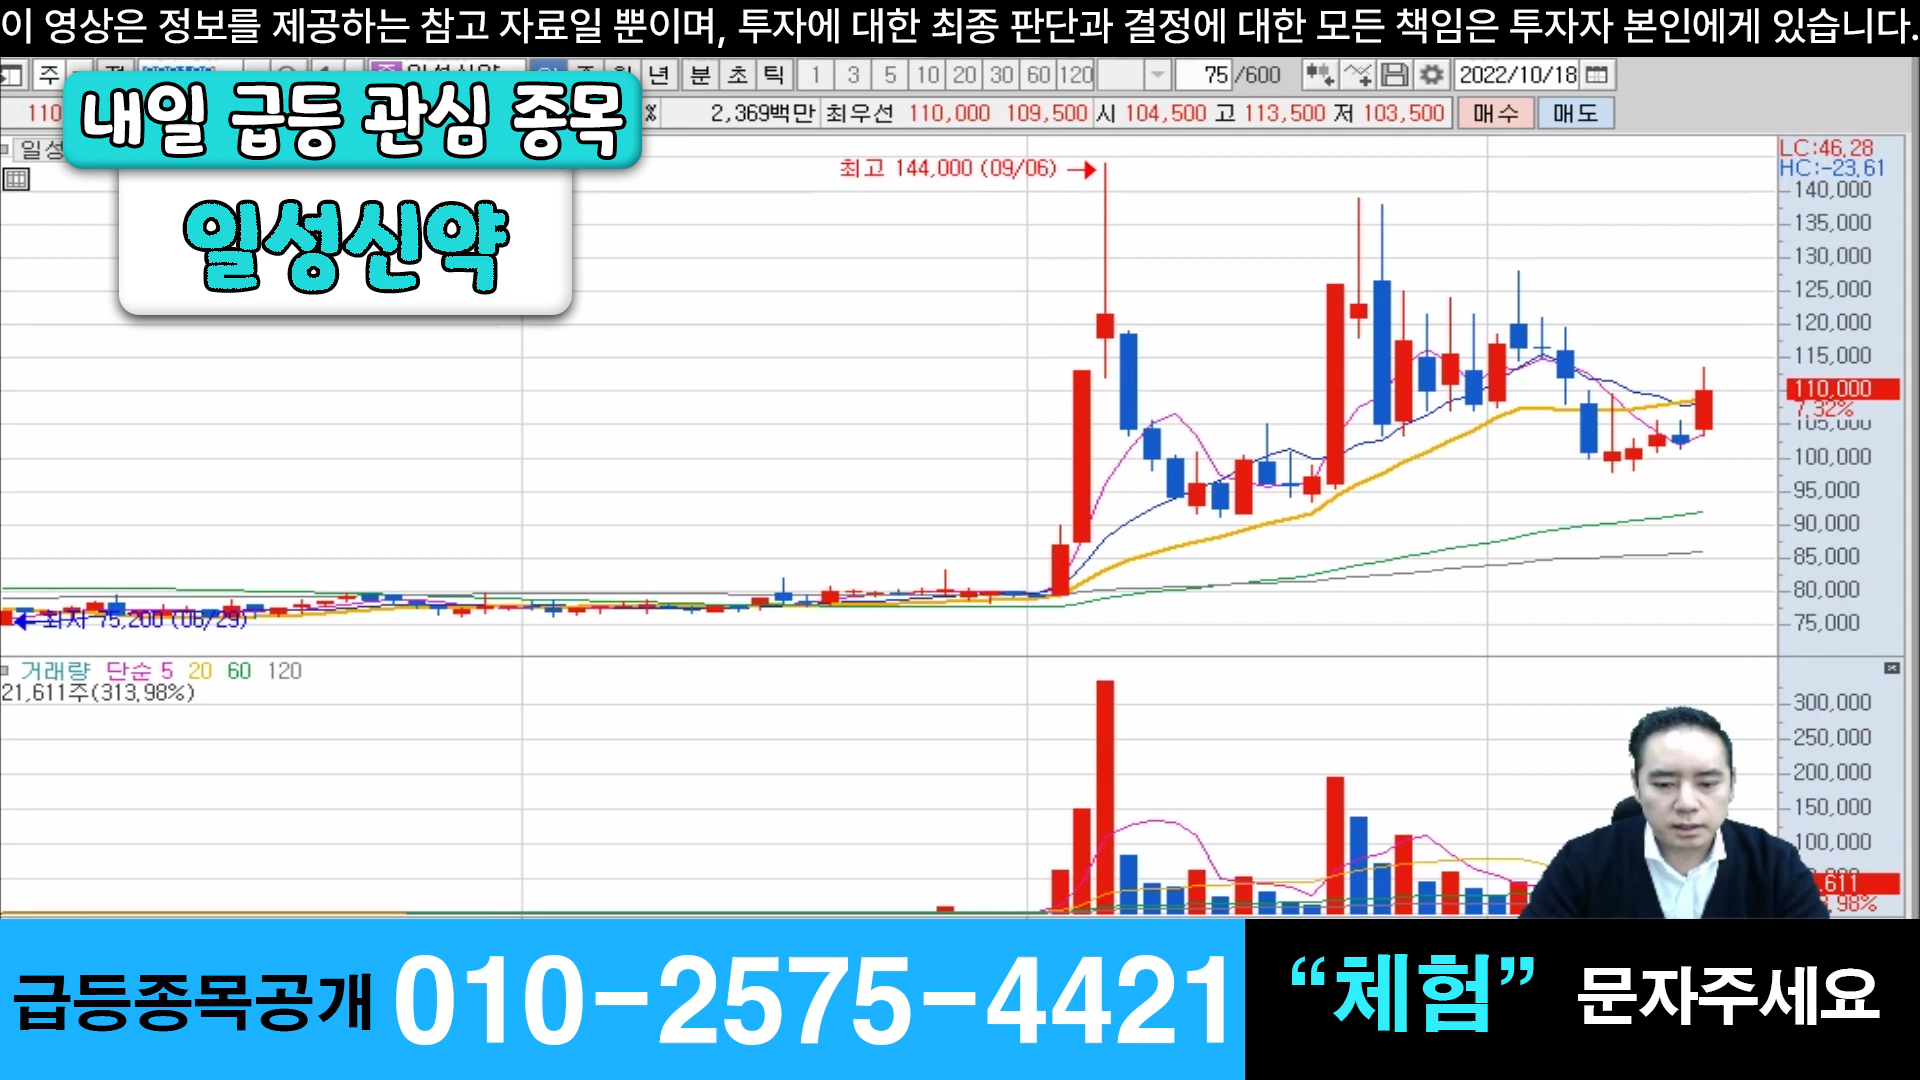 이 영상은 정보를 제공하는 참고 자료일 뿐이며, 투자에 대한 최종 판단과 결정에 대한 모든 책임은 투자자 본인에게 있습니다.
주 년 분 초 틱 1 3 5 10 20 30 60 120 75 /600 2022/10/18
110 % 2,369백만 최우선 110,000 109,500 시 104,500 고 113,500 저 103,500 매수 매도
내일 급등 관심 종목
일성신약
일성
최고 144,000 (09/06)
LC:46,28
HC:-23,61
140,000
135,000
130,000
125,000
120,000
115,000
110,000
7,32%
105,000
100,000
95,000
90,000
85,000
80,000
75,000
최저 75,200 (06/29)
거래량 단순 5 20 60 120
21,611주(313,98%)
300,000
250,000
200,000
150,000
100,000
,611
,98%
급등종목공개 010-2575-4421 “체험” 문자주세요